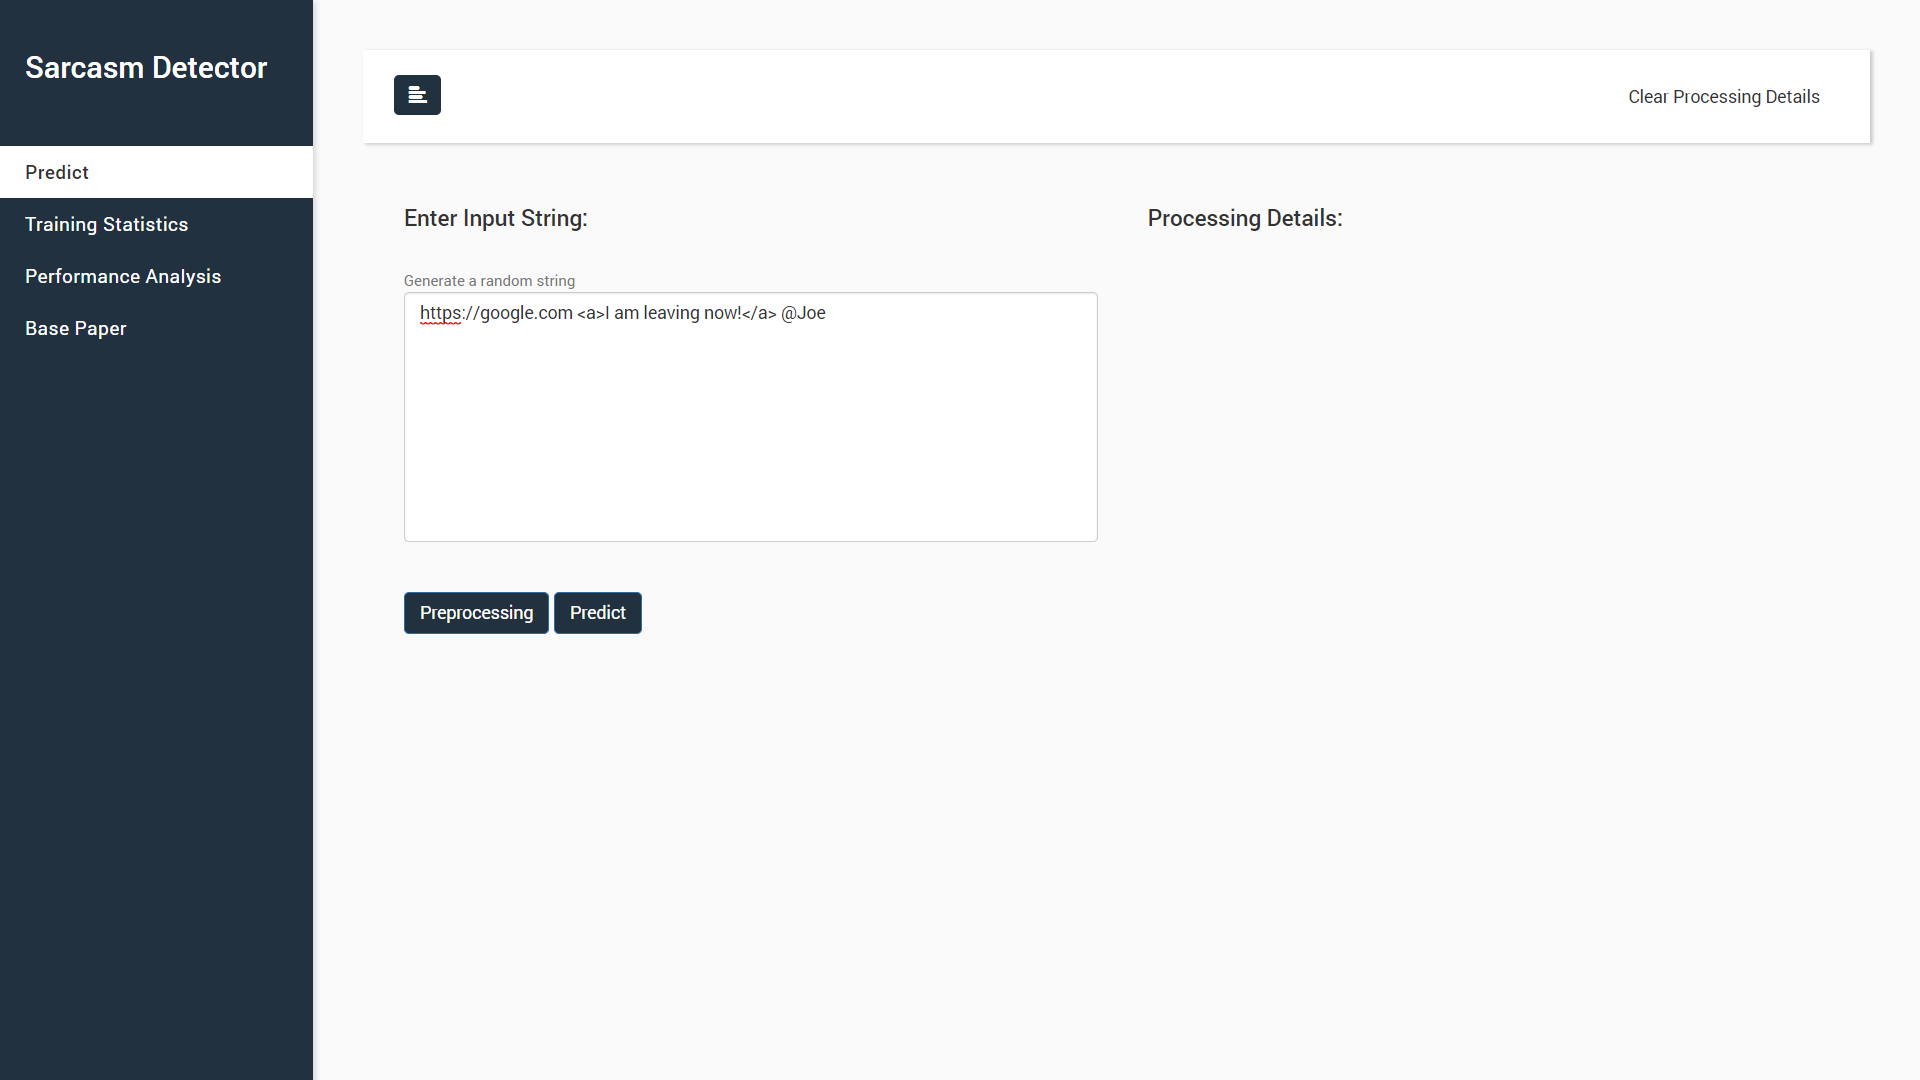 Sarcasm Detector
Predict
Training Statistics
Performance Analysis
Base Paper
Clear Processing Details
Enter Input String:
Generate a random string
https://google.com <a>I am leaving now!</a> @Joe
Preprocessing
Predict
Processing Details: